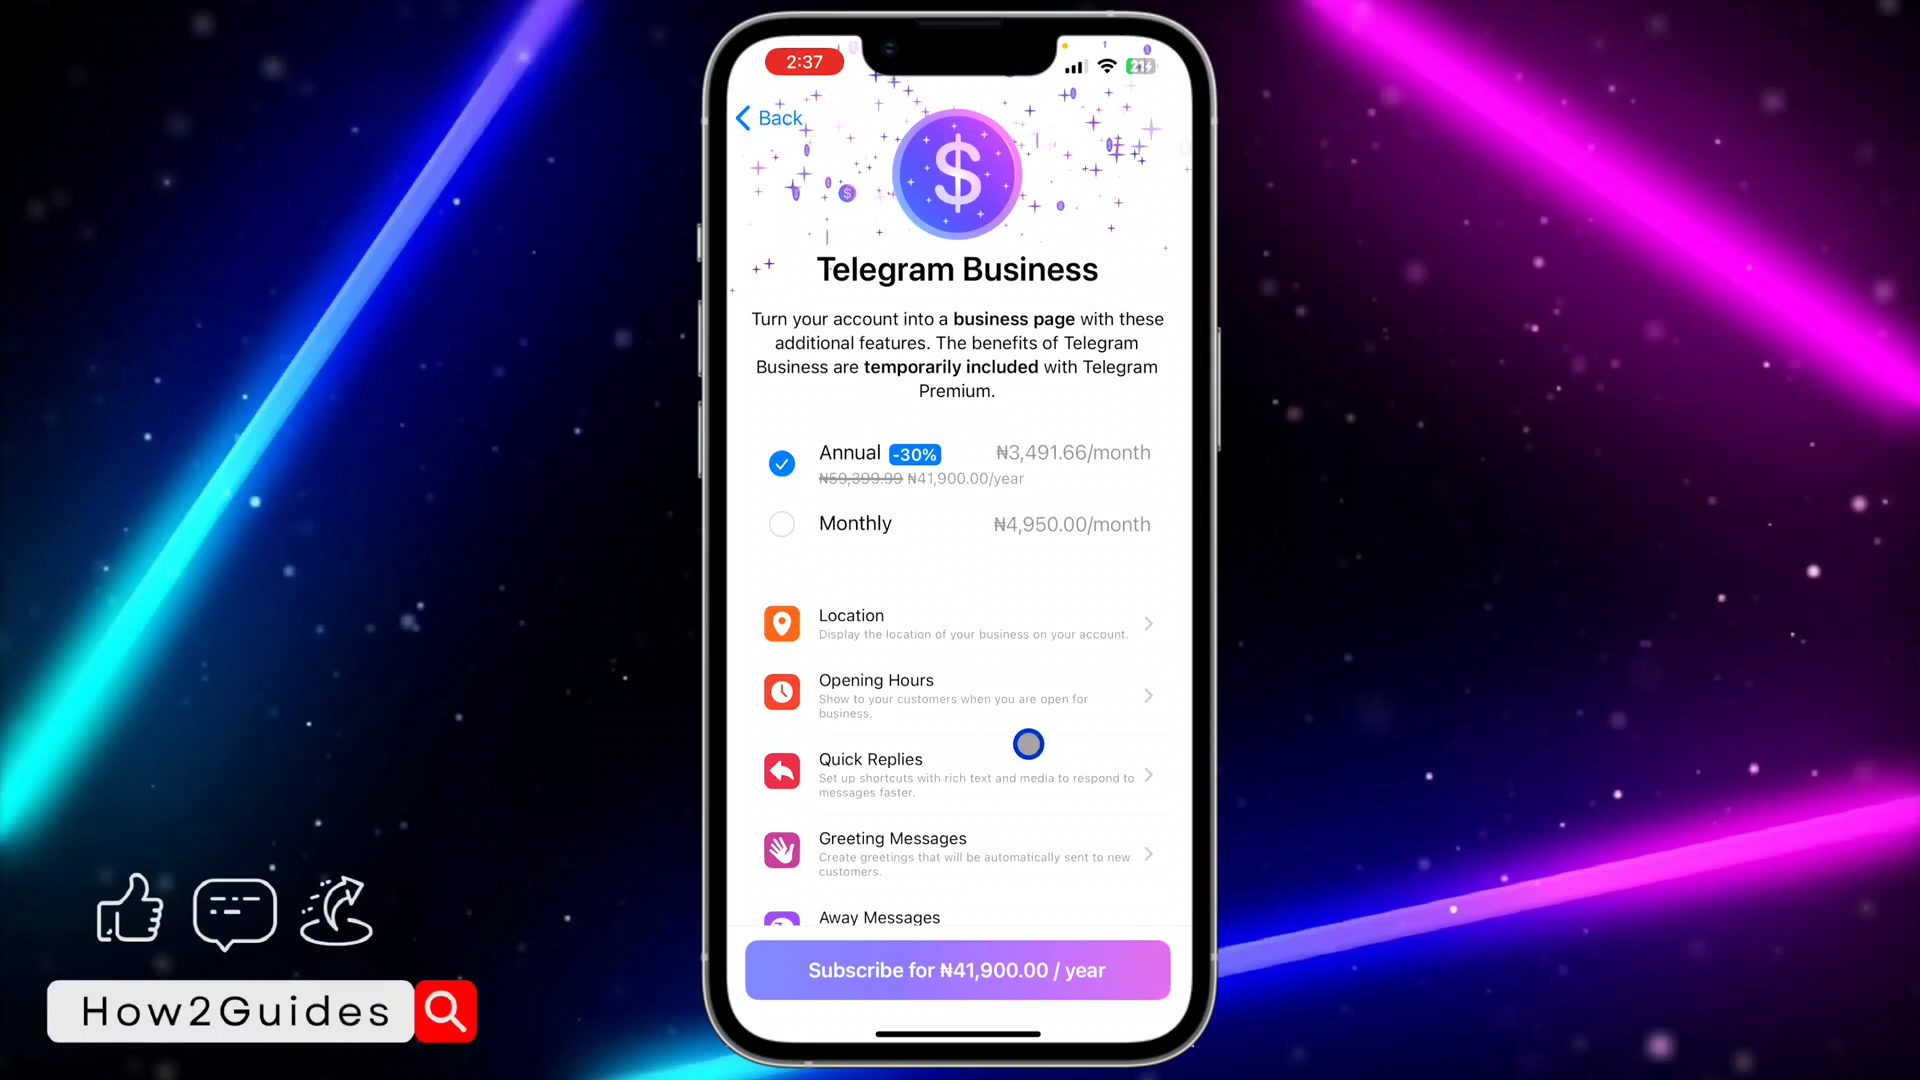 2:37
21
Back
$
Telegram Business
Turn your account into a business page with these
additional features. The benefits of Telegram
Business are temporarily included with Telegram
Premium.
Annual -30% ₦3,491.66/month
₦59,399.99 ₦41,900.00/year
Monthly ₦4,950.00/month
Location
Display the location of your business on your account.
Opening Hours
Show to your customers when you are open for
business.
Quick Replies
Set up shortcuts with rich text and media to respond to
messages faster.
Greeting Messages
Create greetings that will be automatically sent to new
customers.
Away Messages
Subscribe for ₦41,900.00 / year
How2Guides